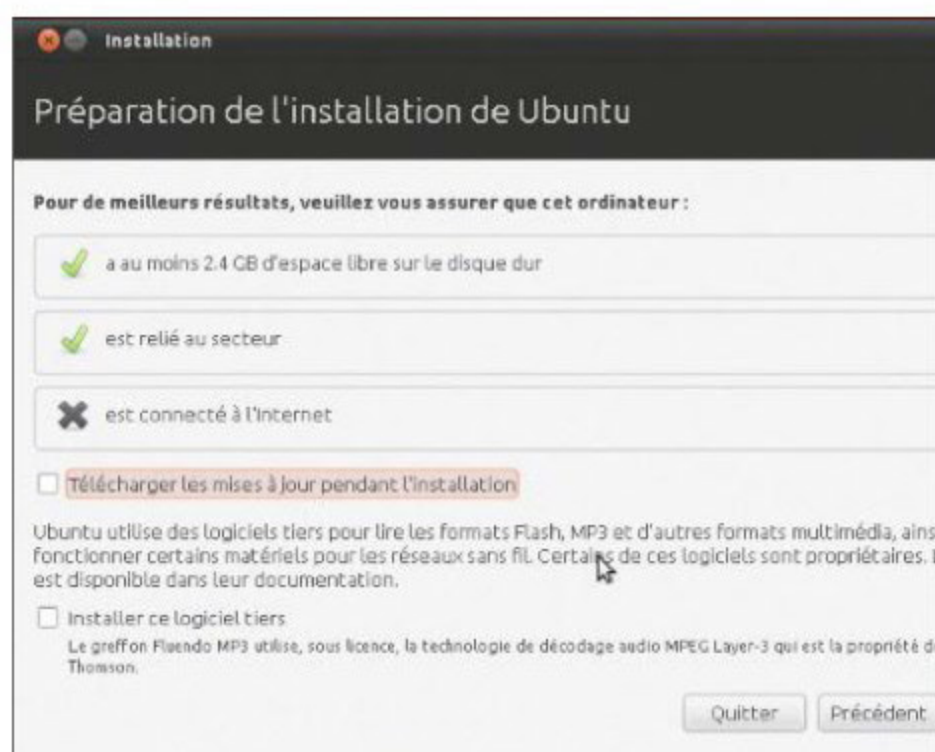 Installation
Préparation de l'installation de Ubuntu
Pour de meilleurs résultats, veuillez vous assurer que cet ordinateur :
a au moins 2.4 GB d'espace libre sur le disque dur
est relié au secteur
est connecté à l'Internet
Télécharger les mises à jour pendant l'installation
Ubuntu utilise des logiciels tiers pour lire les formats Flash, MP3 et d'autres formats multimédia, ains
fonctionner certains matériels pour les réseaux sans fil. Certains de ces logiciels sont propriétaires.
est disponible dans leur documentation.
Installer ce logiciel tiers
Le greffon Fluendo MP3 utilise, sous licence, la technologie de décodage audio MPEG Layer-3 qui est la propriété d
Thomson.
Quitter
Précédent